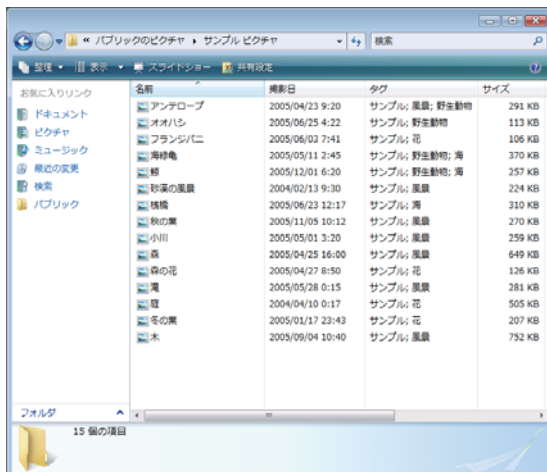 « パブリックのピクチャ ▸ サンプル ピクチャ 検索
整理 表示 スライドショー 共有設定
お気に入りリンク
ドキュメント
ピクチャ
ミュージック
最近の変更
検索
パブリック
フォルダ
名前 撮影日 タグ サイズ
アンテロープ 2005/04/23 9:20 サンプル; 風景; 野生動物 291 KB
オオハシ 2005/06/25 4:22 サンプル; 野生動物 113 KB
フランジパニ 2005/06/03 7:41 サンプル; 花 106 KB
海緑亀 2005/05/11 2:45 サンプル; 野生動物; 海 370 KB
鯨 2005/12/01 6:20 サンプル; 野生動物; 海 257 KB
砂漠の風景 2004/02/13 9:30 サンプル; 風景 224 KB
桟橋 2005/06/23 12:17 サンプル; 海 310 KB
秋の葉 2005/11/05 10:12 サンプル; 風景 270 KB
小川 2005/05/01 3:20 サンプル; 風景 259 KB
森 2005/04/25 16:00 サンプル; 風景 649 KB
森の花 2005/04/27 8:50 サンプル; 花 126 KB
滝 2005/05/28 0:15 サンプル; 風景 281 KB
庭 2004/04/10 0:17 サンプル; 花 505 KB
冬の葉 2005/01/17 23:43 サンプル; 花 207 KB
木 2005/09/04 10:40 サンプル; 風景 752 KB
15 個の項目